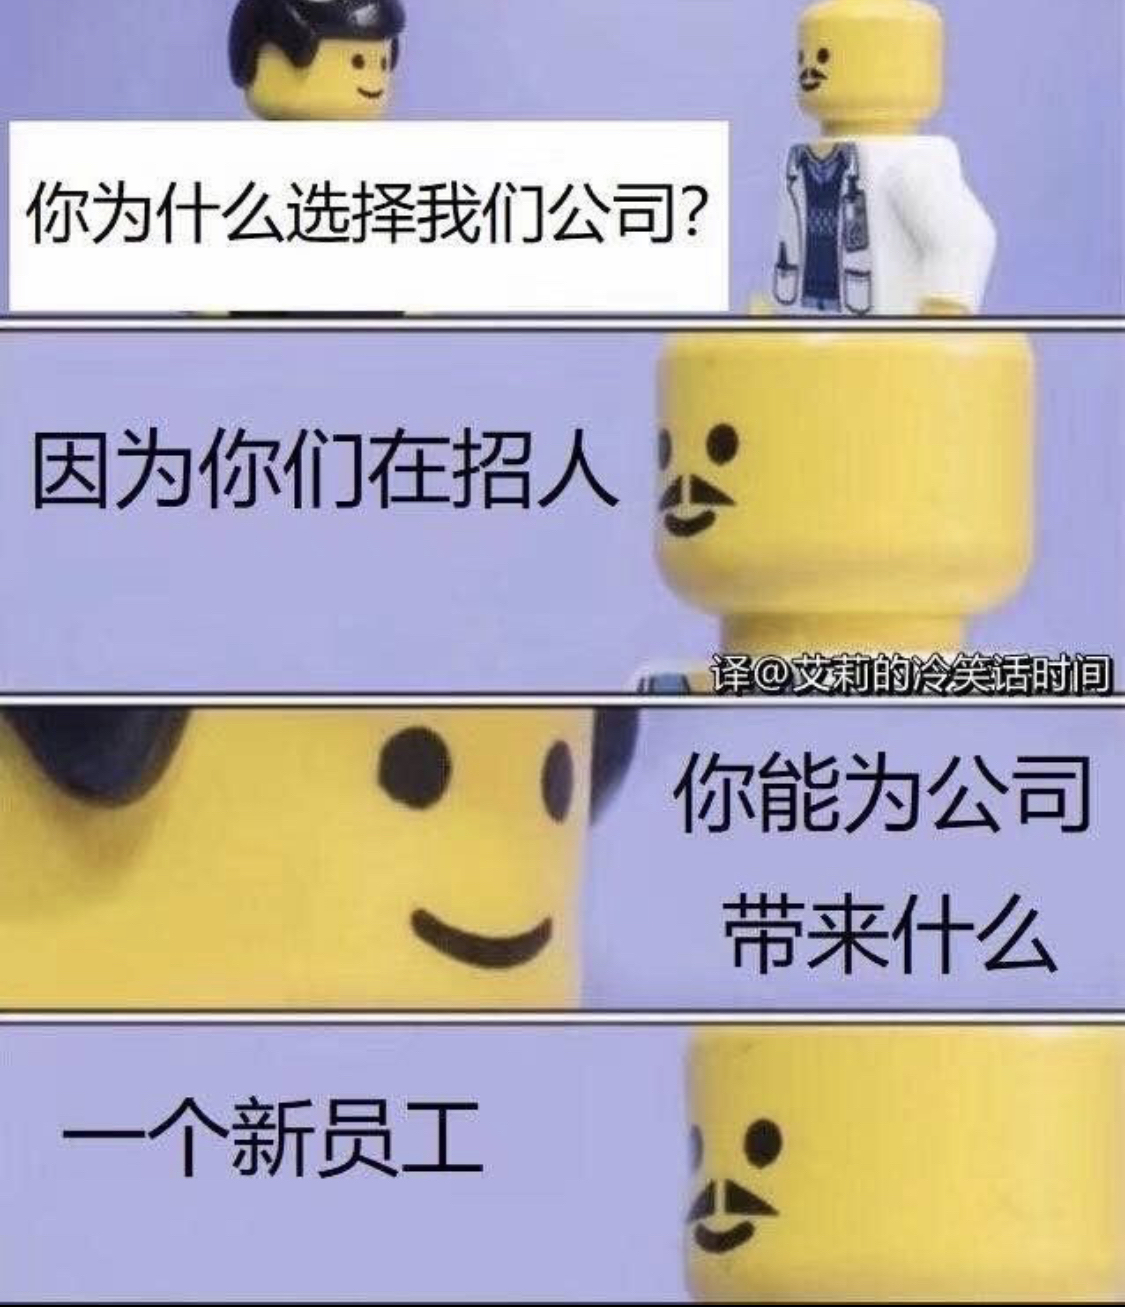 你为什么选择我们公司？
因为你们在招人
译@艾莉的冷笑话时间
你能为公司
带来什么
一个新员工